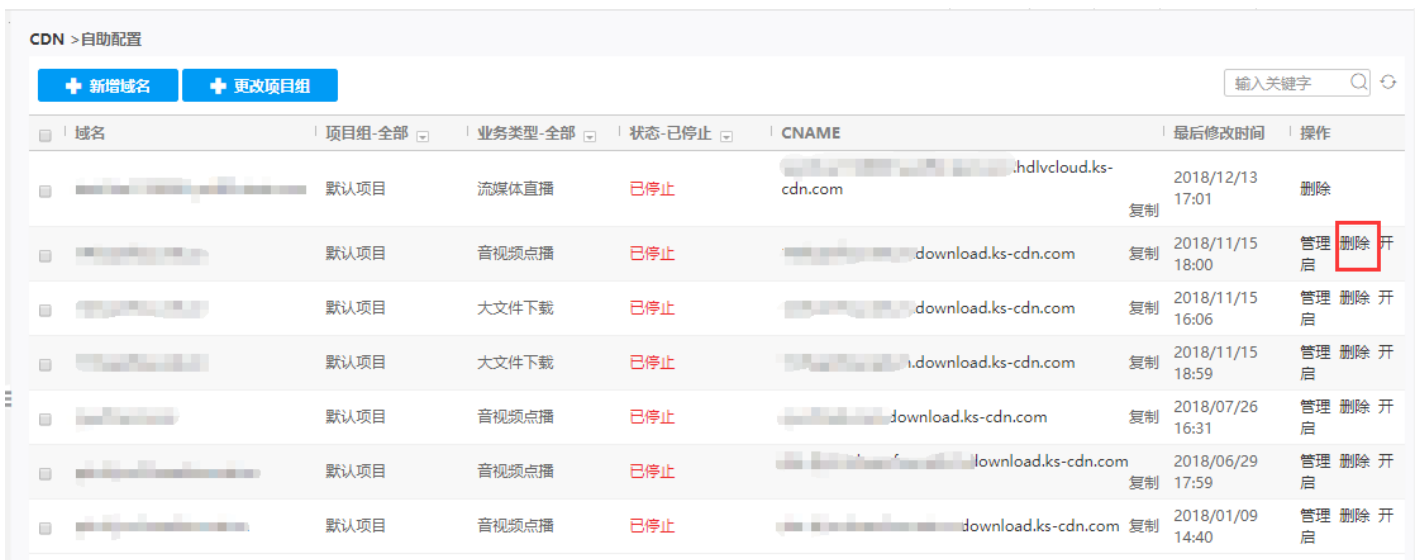 CDN >自助配置
新增域名 更改项目组 输入关键字
域名 项目组-全部 业务类型-全部 状态-已停止 CNAME 最后修改时间 操作
默认项目 流媒体直播 已停止 .hdlvcloud.ks-
cdn.com
复制
2018/12/13
17:01
删除
默认项目 音视频点播 已停止 .download.ks-cdn.com 复制
2018/11/15
18:00
管理 删除 开
启
默认项目 大文件下载 已停止 .download.ks-cdn.com 复制
2018/11/15
16:06
管理 删除 开
启
默认项目 大文件下载 已停止 .download.ks-cdn.com 复制
2018/11/15
18:59
管理 删除 开
启
默认项目 音视频点播 已停止 download.ks-cdn.com 复制
2018/07/26
16:31
管理 删除 开
启
默认项目 音视频点播 已停止 download.ks-cdn.com
复制
2018/06/29
17:59
管理 删除 开
启
默认项目 音视频点播 已停止 download.ks-cdn.com 复制
2018/01/09
14:40
管理 删除 开
启